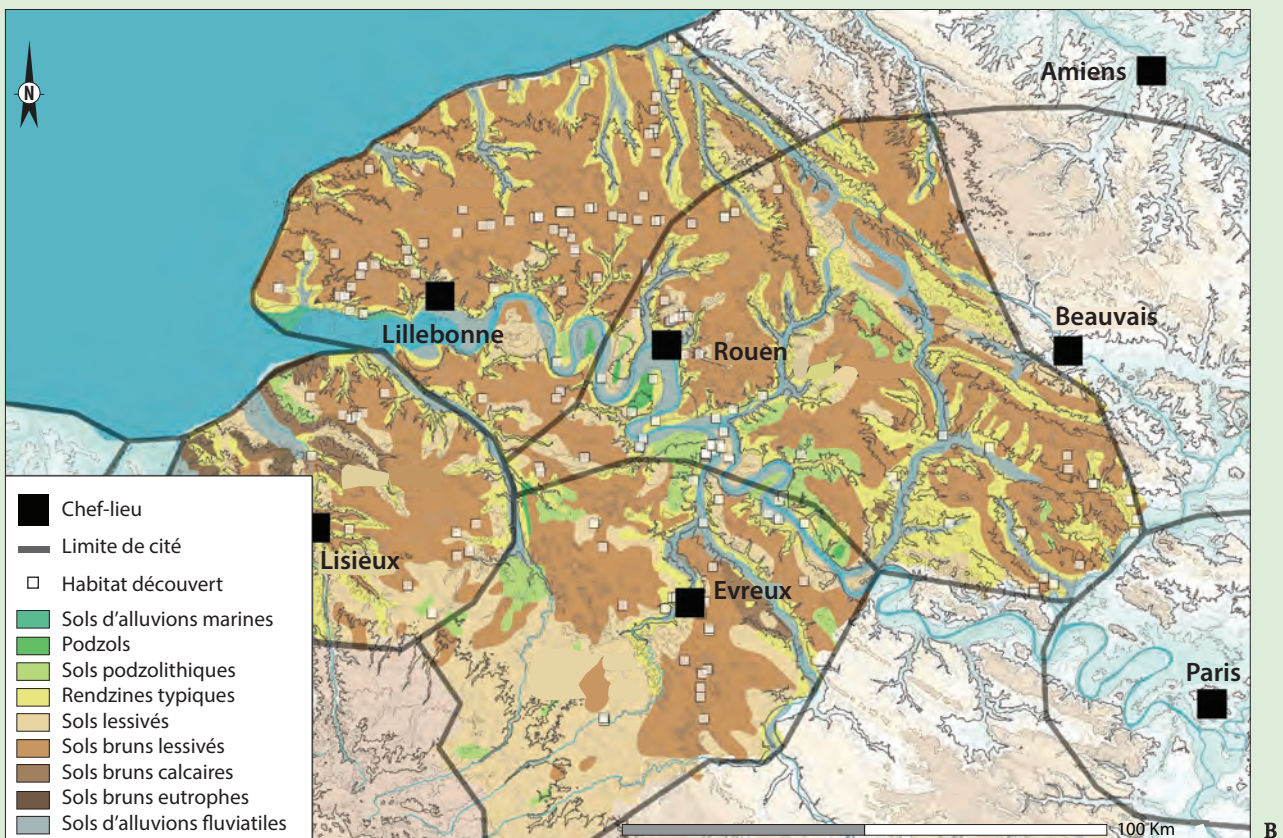 N
Amiens
Beauvais
Lillebonne
Rouen
Lisieux
Evreux
Paris
Chef-lieu
Limite de cité
Habitat découvert
Sols d'alluvions marines
Podzols
Sols podzolithiques
Rendzines typiques
Sols lessivés
Sols bruns lessivés
Sols bruns calcaires
Sols bruns eutrophes
Sols d'alluvions fluviatiles
100 Km